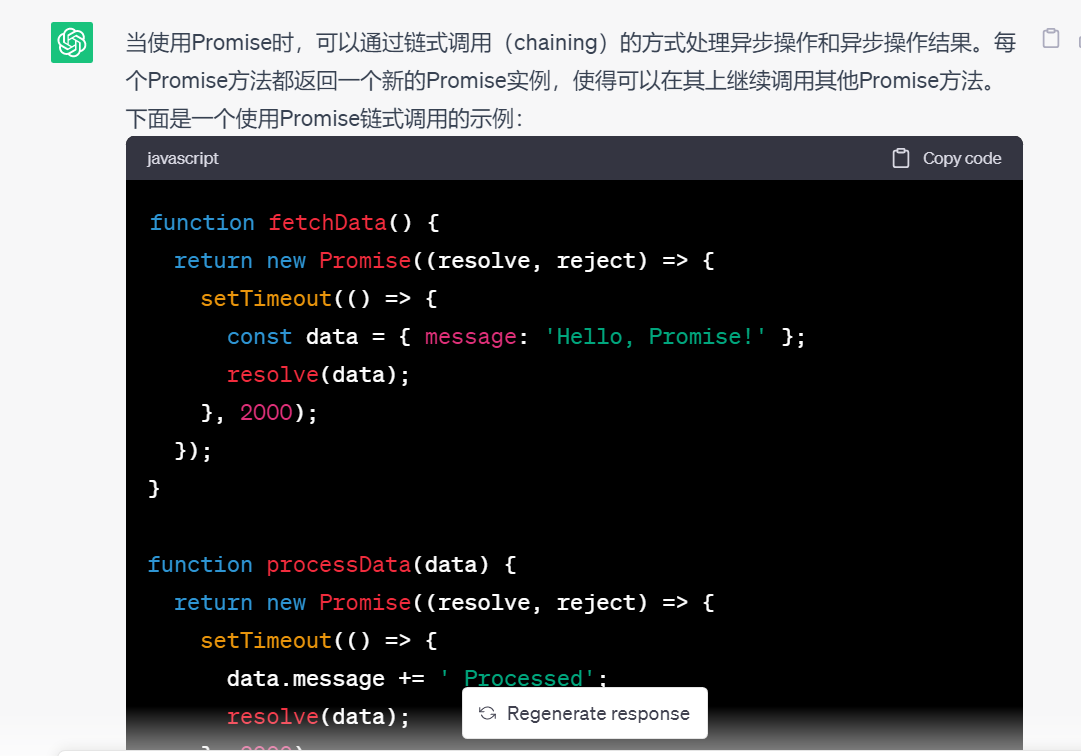 当使用Promise时，可以通过链式调用（chaining）的方式处理异步操作和异步操作结果。每
个Promise方法都返回一个新的Promise实例，使得可以在其上继续调用其他Promise方法。
下面是一个使用Promise链式调用的示例：
javascript Copy code
function fetchData() {
  return new Promise((resolve, reject) => {
    setTimeout(() => {
      const data = { message: 'Hello, Promise!' };
      resolve(data);
    }, 2000);
  });
}
function processData(data) {
  return new Promise((resolve, reject) => {
    setTimeout(() => {
      data.message += ' Processed';
      resolve(data);
Regenerate response